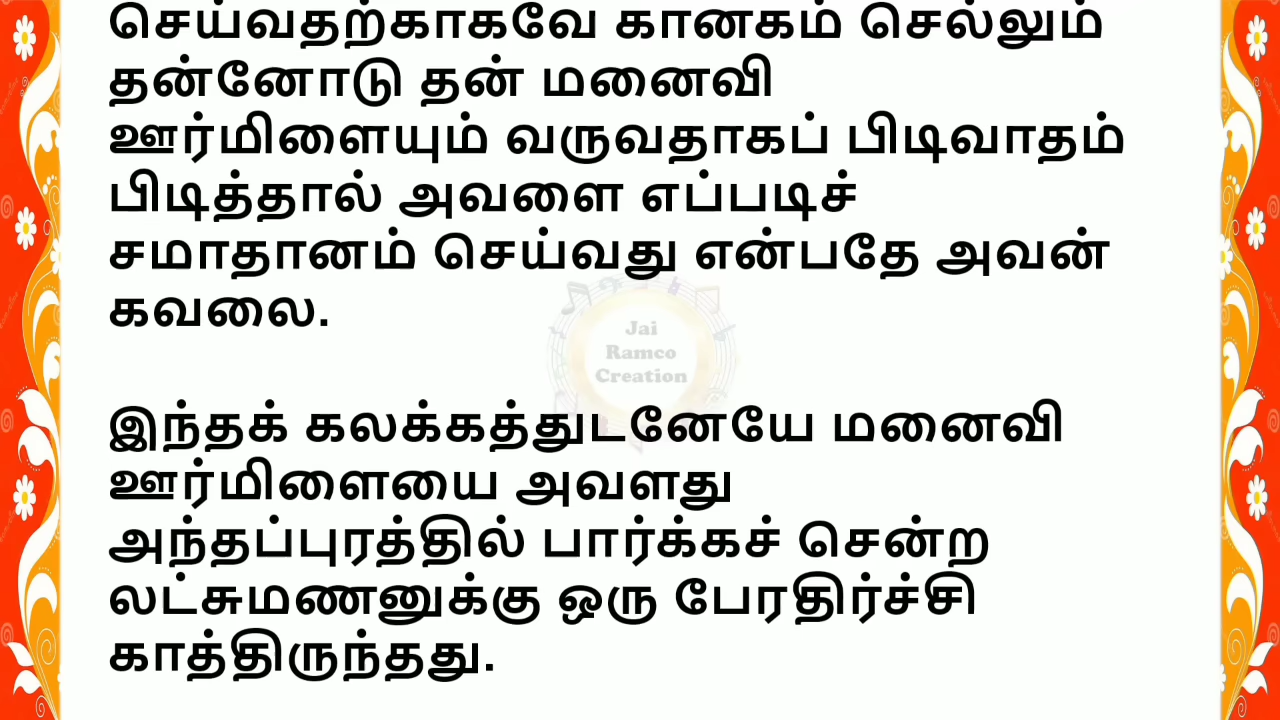 செய்வதற்காகவே கானகம் செல்லும்
தன்னோடு தன் மனைவி
ஊர்மிளையும் வருவதாகப் பிடிவாதம்
பிடித்தால் அவளை எப்படிச்
சமாதானம் செய்வது என்பதே அவன்
கவலை.
Jai
Ramco
Creation
இந்தக் கலக்கத்துடனேயே மனைவி
ஊர்மிளையை அவளது
அந்தப்புரத்தில் பார்க்கச் சென்ற
லட்சுமணனுக்கு ஒரு பேரதிர்ச்சி
காத்திருந்தது.